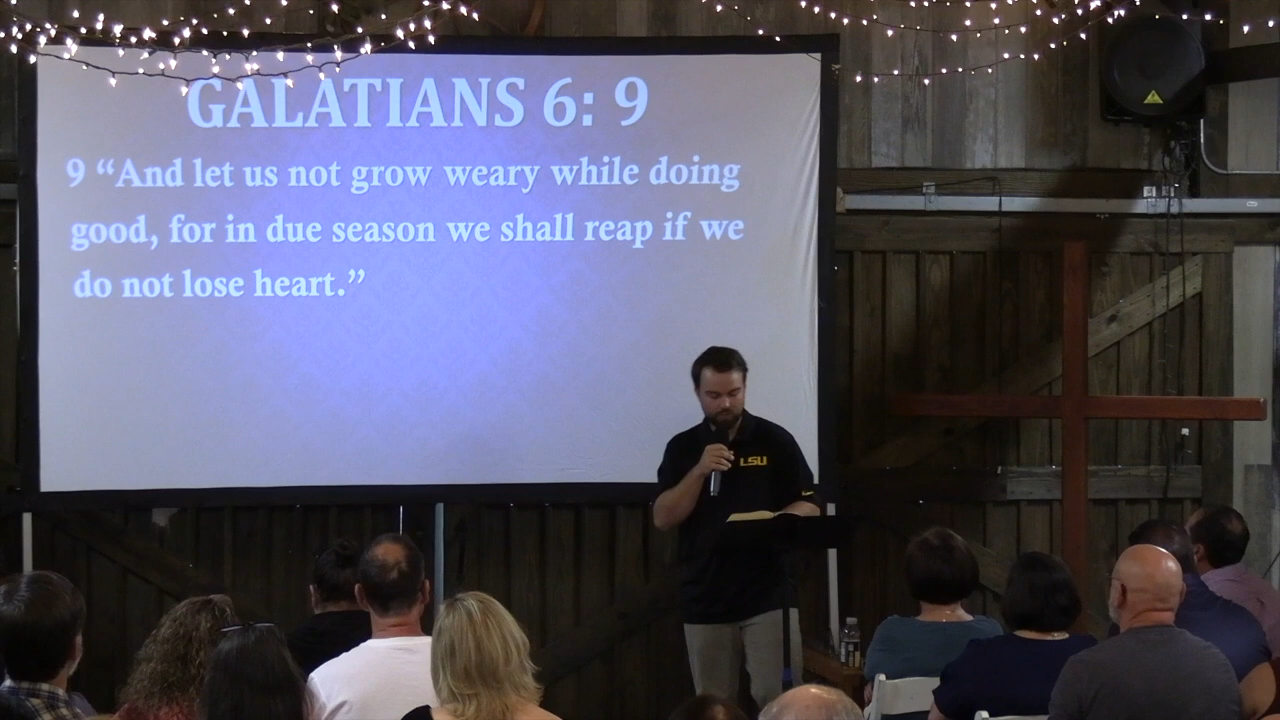 GALATIANS 6: 9
9 “And let us not grow weary while doing
good, for in due season we shall reap if we
do not lose heart.”
LSU